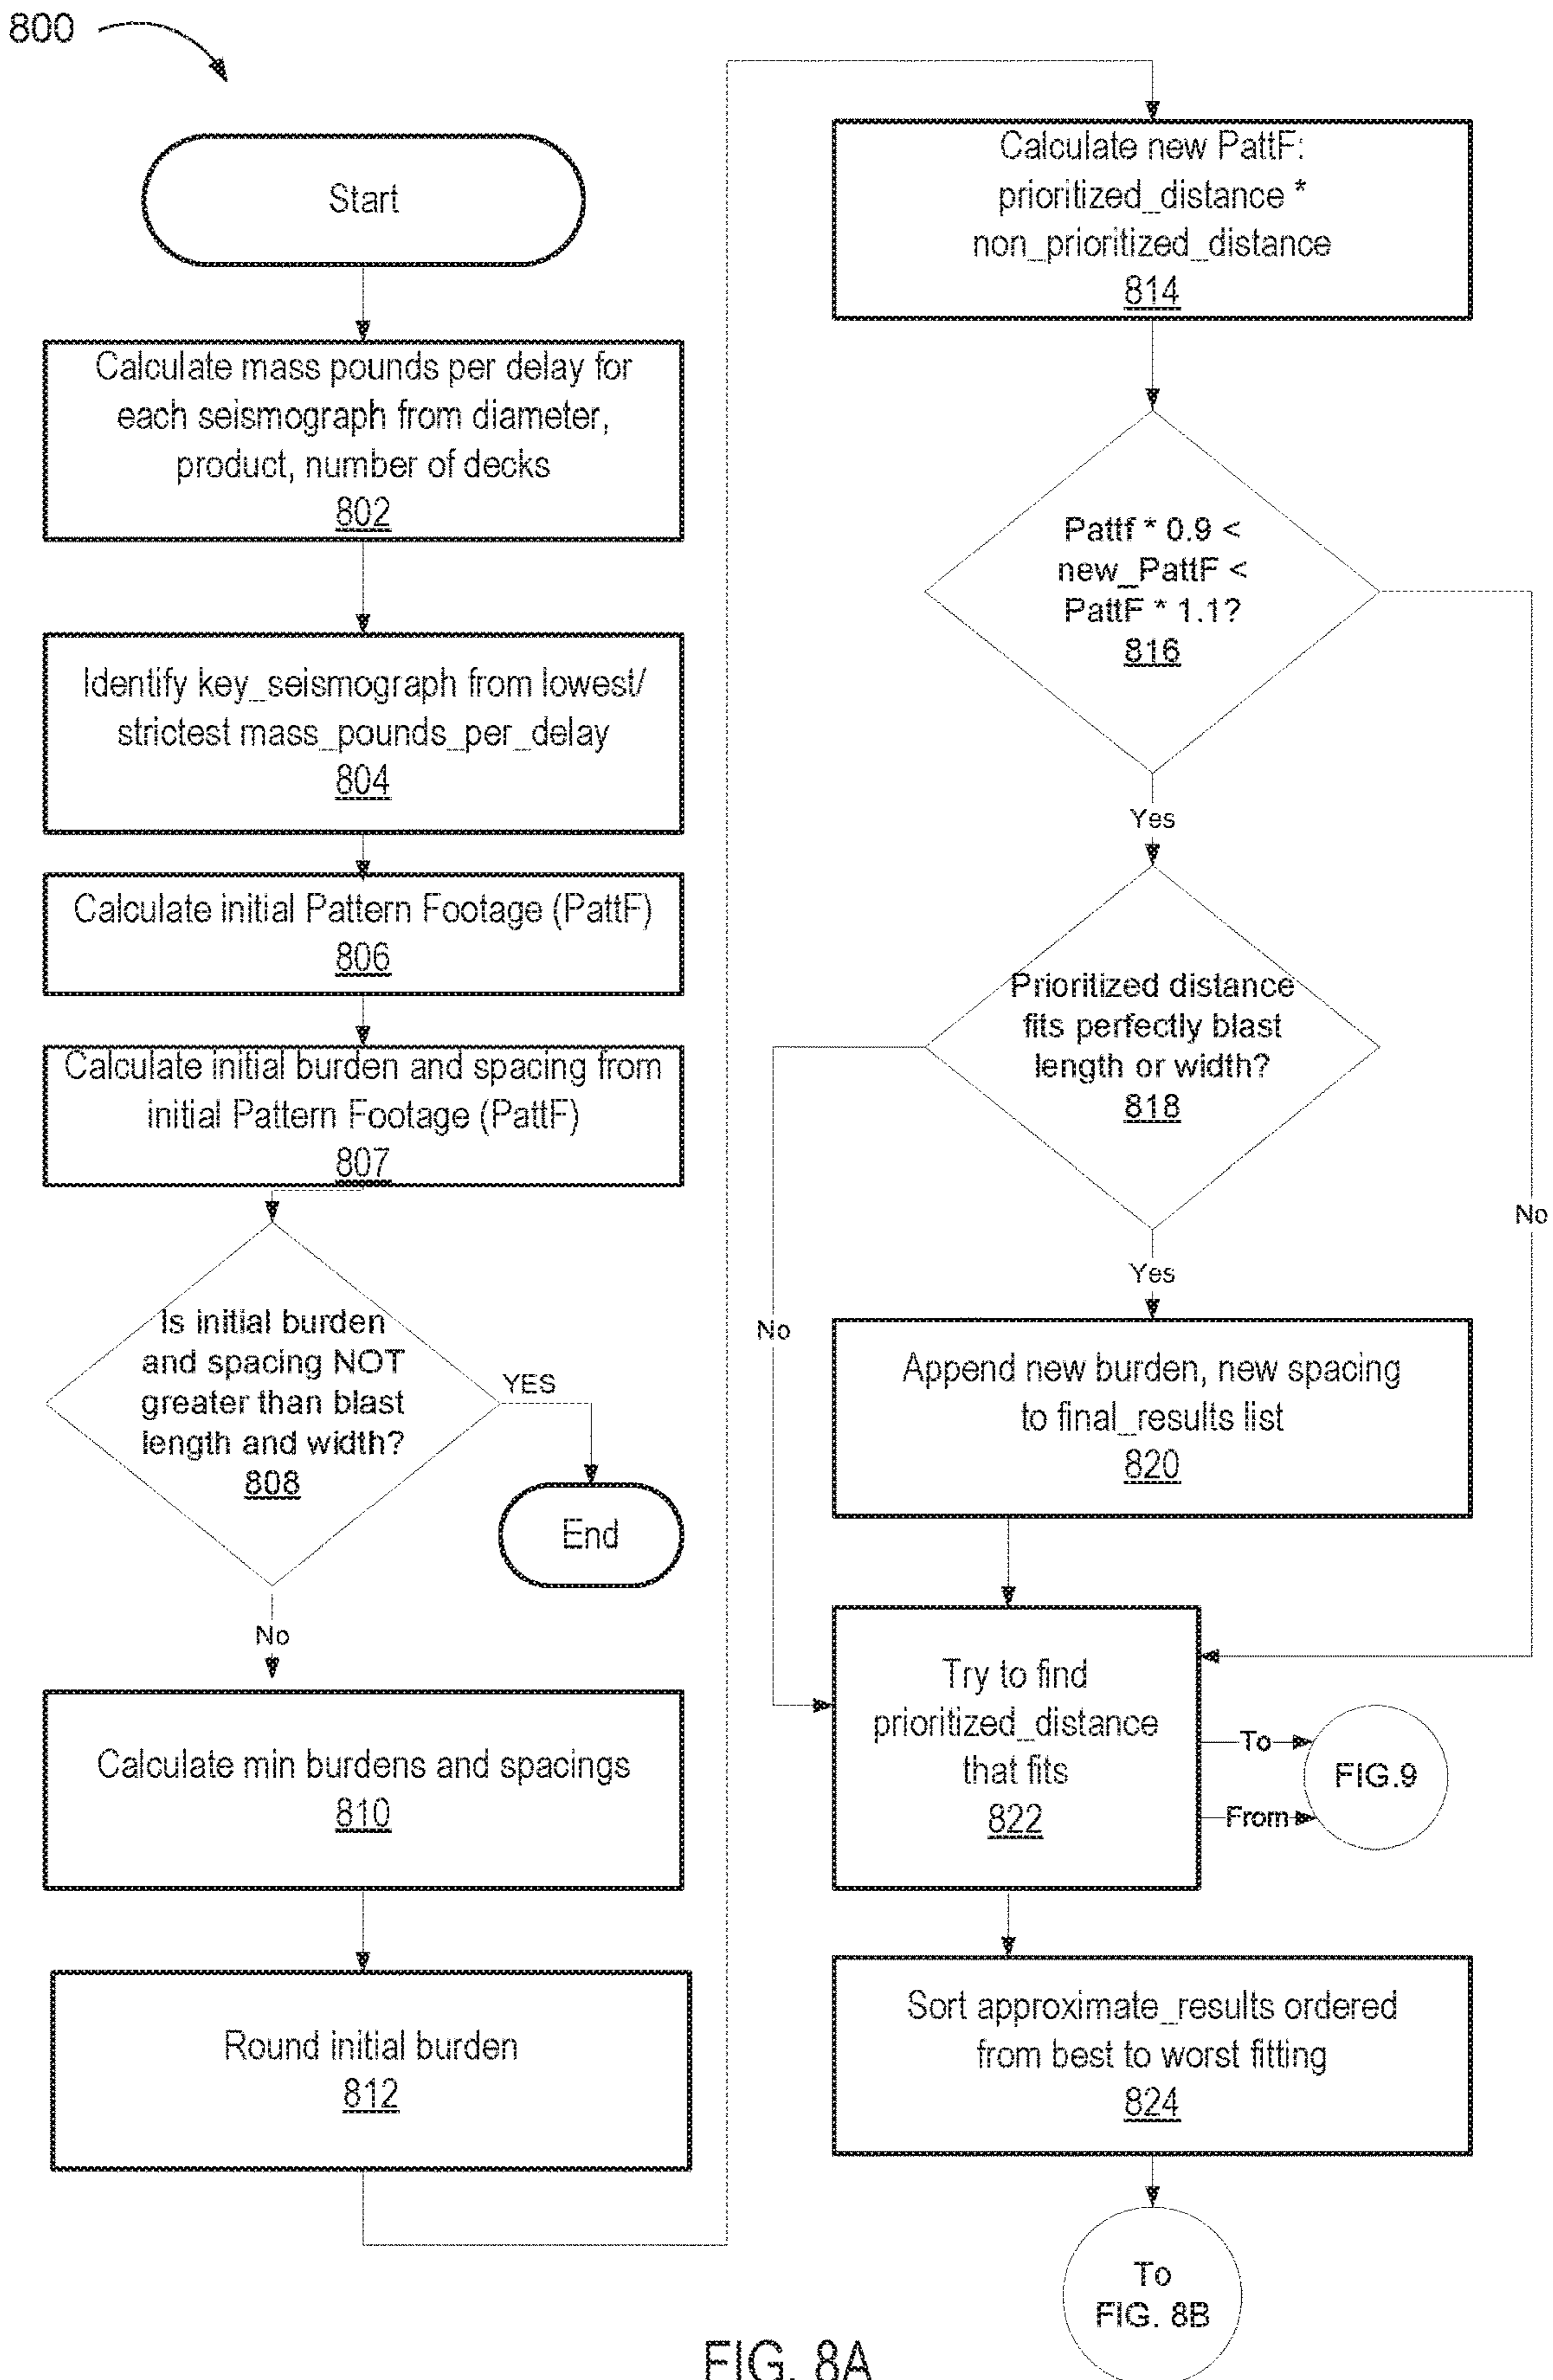 800
Start
Calculate mass pounds per delay for
each seismograph from diameter,
product, number of decks
802
Identify key_seismograph from lowest/
strictest mass_pounds_per_delay
804
Calculate initial Pattern Footage (PattF)
806
Calculate initial burden and spacing from
initial Pattern Footage (PattF)
807
Is initial burden
and spacing NOT
greater than blast
length and width?
808
YES
End
No
Calculate min burdens and spacings
810
Round initial burden
812
Calculate new PattF:
prioritized_distance *
non_prioritized_distance
814
Pattf * 0.9 <
new_PattF <
PattF * 1.1?
816
Yes
No
Prioritized distance
fits perfectly blast
length or width?
818
Yes
No
Append new burden, new spacing
to final_results list
820
Try to find
prioritized_distance
that fits
822
To
From
FIG.9
Sort approximate_results ordered
from best to worst fitting
824
To
FIG. 8B
FIG. 8A